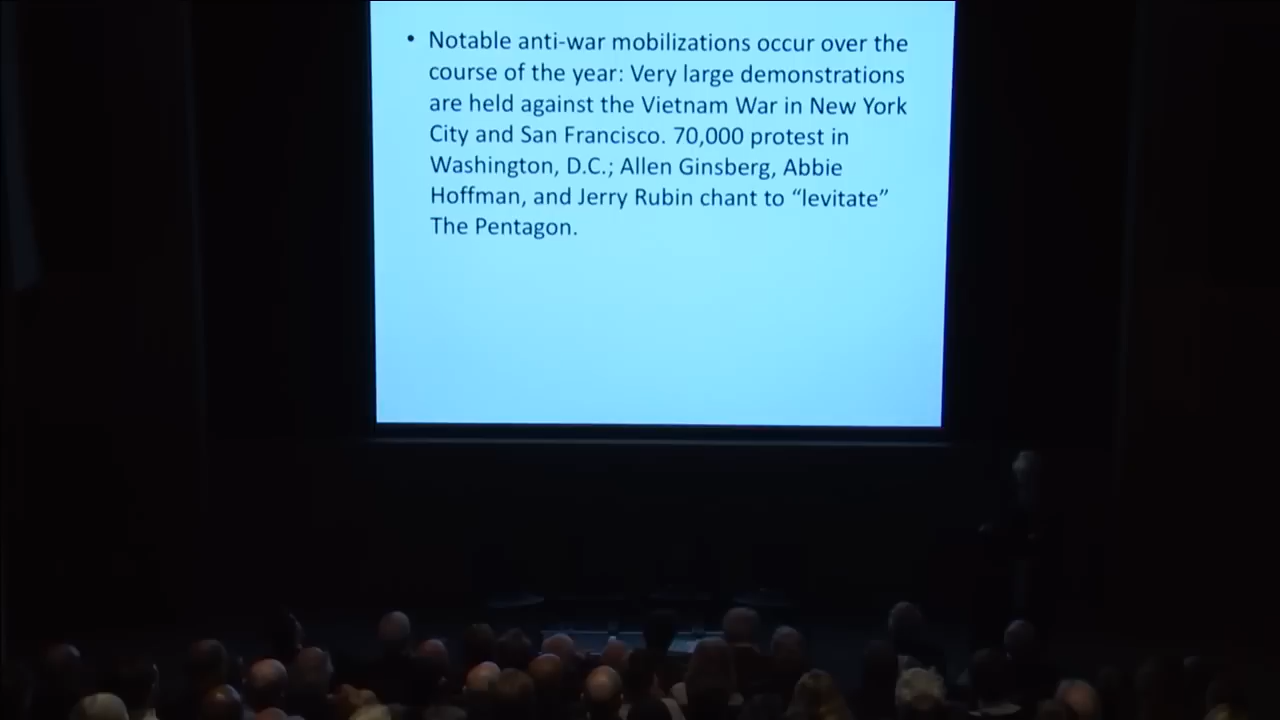 • Notable anti-war mobilizations occur over the
course of the year: Very large demonstrations
are held against the Vietnam War in New York
City and San Francisco. 70,000 protest in
Washington, D.C.; Allen Ginsberg, Abbie
Hoffman, and Jerry Rubin chant to “levitate”
The Pentagon.